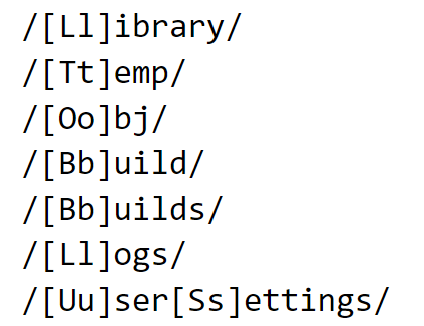 /[Ll]ibrary/
/[Tt]emp/
/[Oo]bj/
/[Bb]uild/
/[Bb]uilds/
/[Ll]ogs/
/[Uu]ser[Ss]ettings/